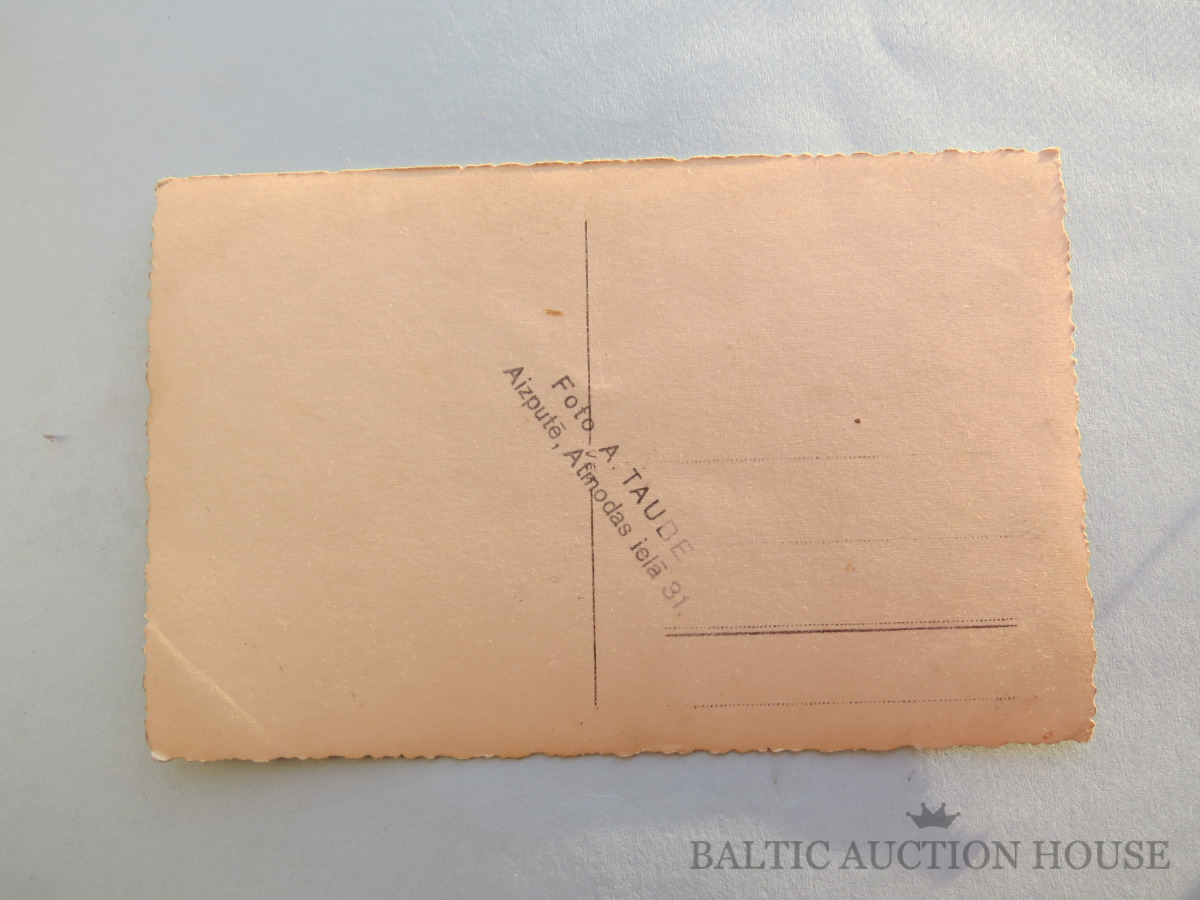 Foto A. TAUBE
Aizputē, Atmodas ielā 31.
BALTIC AUCTION HOUSE